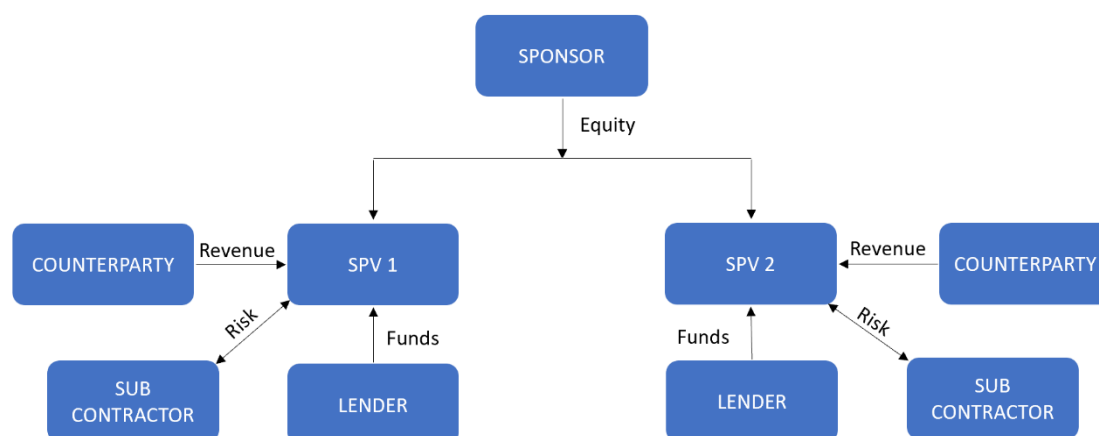 SPONSOR
Equity
COUNTERPARTY
Revenue
SPV 1
SPV 2
Revenue
COUNTERPARTY
Risk
Funds
Funds
Risk
SUB
CONTRACTOR
LENDER
LENDER
SUB
CONTRACTOR